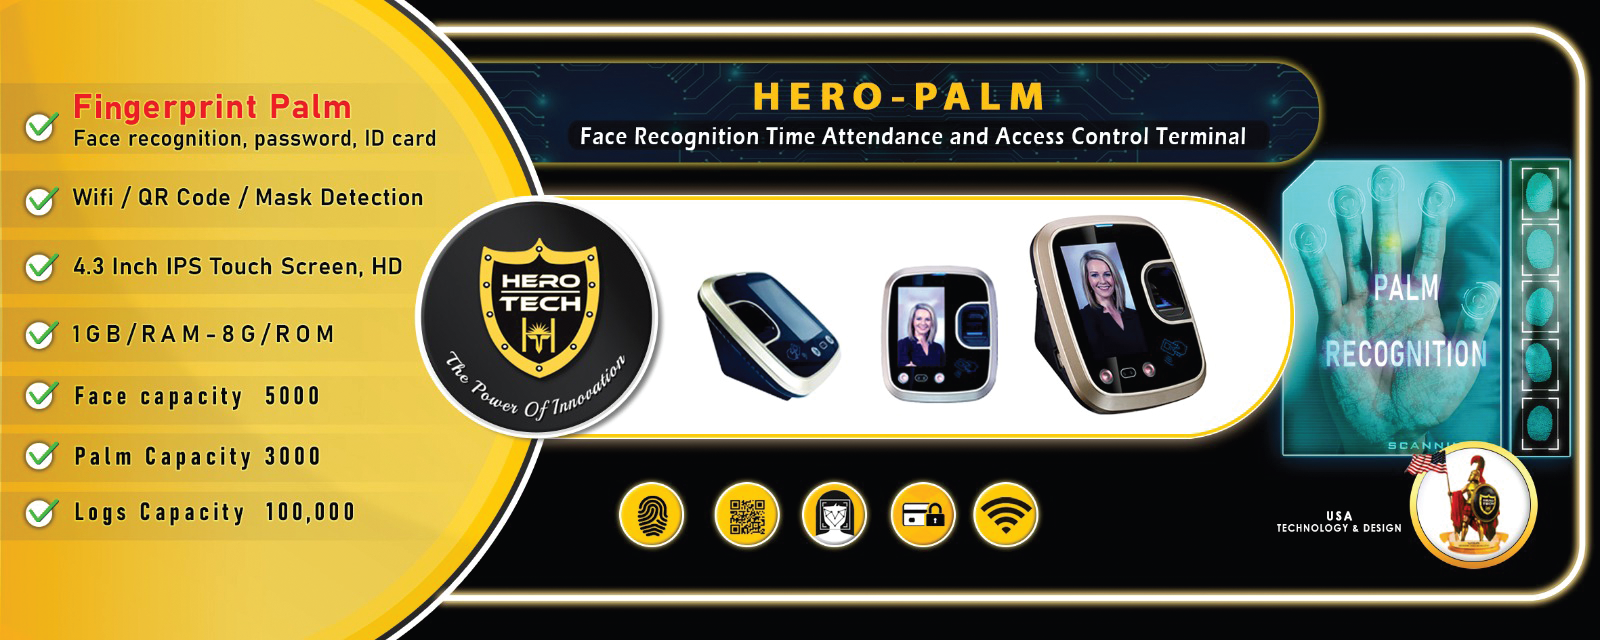 Fingerprint Palm
Face recognition, password, ID card
Wifi / QR Code / Mask Detection
4.3 Inch IPS Touch Screen, HD
1GB/RAM-8G/ROM
Face capacity 5000
Palm Capacity 3000
Logs Capacity 100,000
HERO-PALM
Face Recognition Time Attendance and Access Control Terminal
HERO
TECH
The Power Of Innovation
PALM
RECOGNITION
USA
TECHNOLOGY & DESIGN